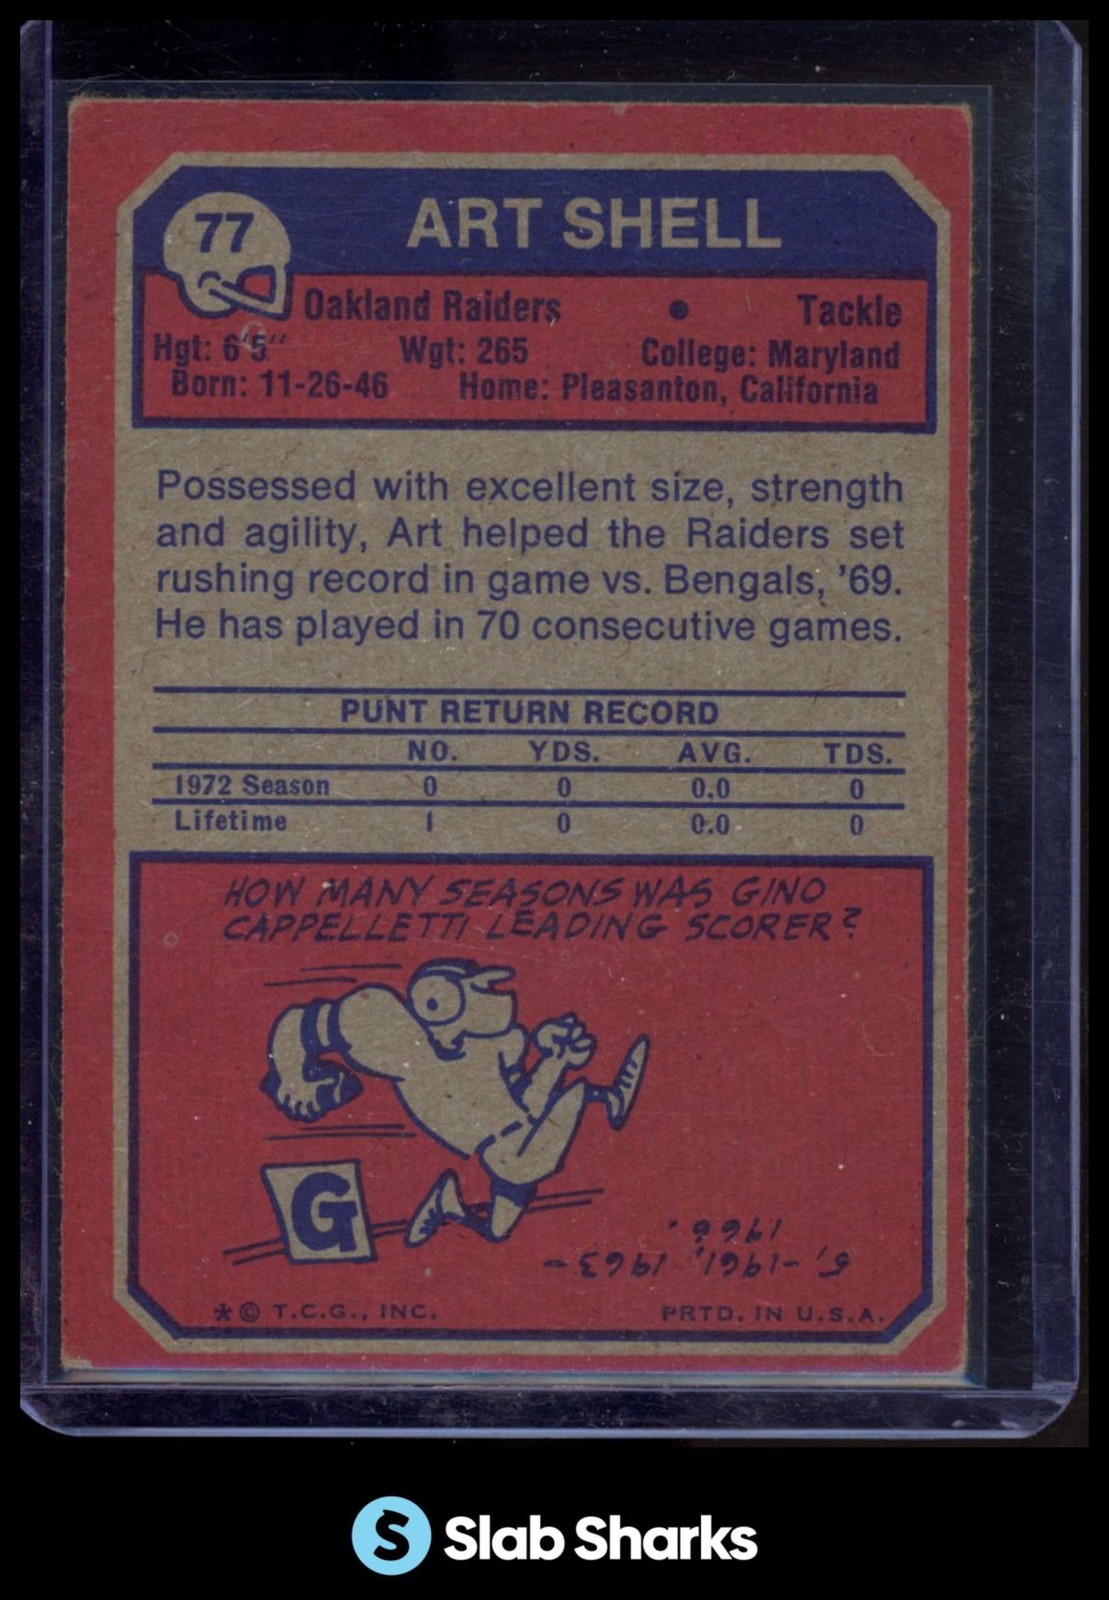 77
ART SHELL
Oakland Raiders • Tackle
Hgt: 6'5" Wgt: 265 College: Maryland
Born: 11-26-46 Home: Pleasanton, California
Possessed with excellent size, strength
and agility, Art helped the Raiders set
rushing record in game vs. Bengals, '69.
He has played in 70 consecutive games.
PUNT RETURN RECORD
NO. YDS. AVG. TDS.
1972 Season 0 0 0.0 0
Lifetime 1 0 0.0 0
HOW MANY SEASONS WAS GINO
CAPPELLETTI LEADING SCORER?
G
5, -1961, 1963-
1966.
* © T.C.G., INC. PRTD. IN U.S.A.
S Slab Sharks